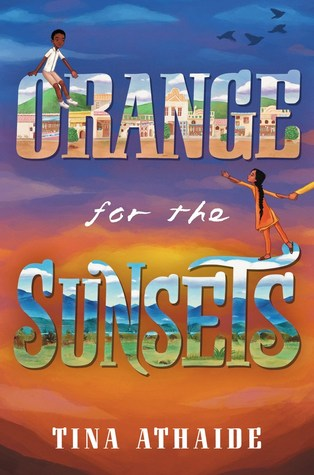 ORANGE
for the
SUNSETS
TINA ATHAIDE